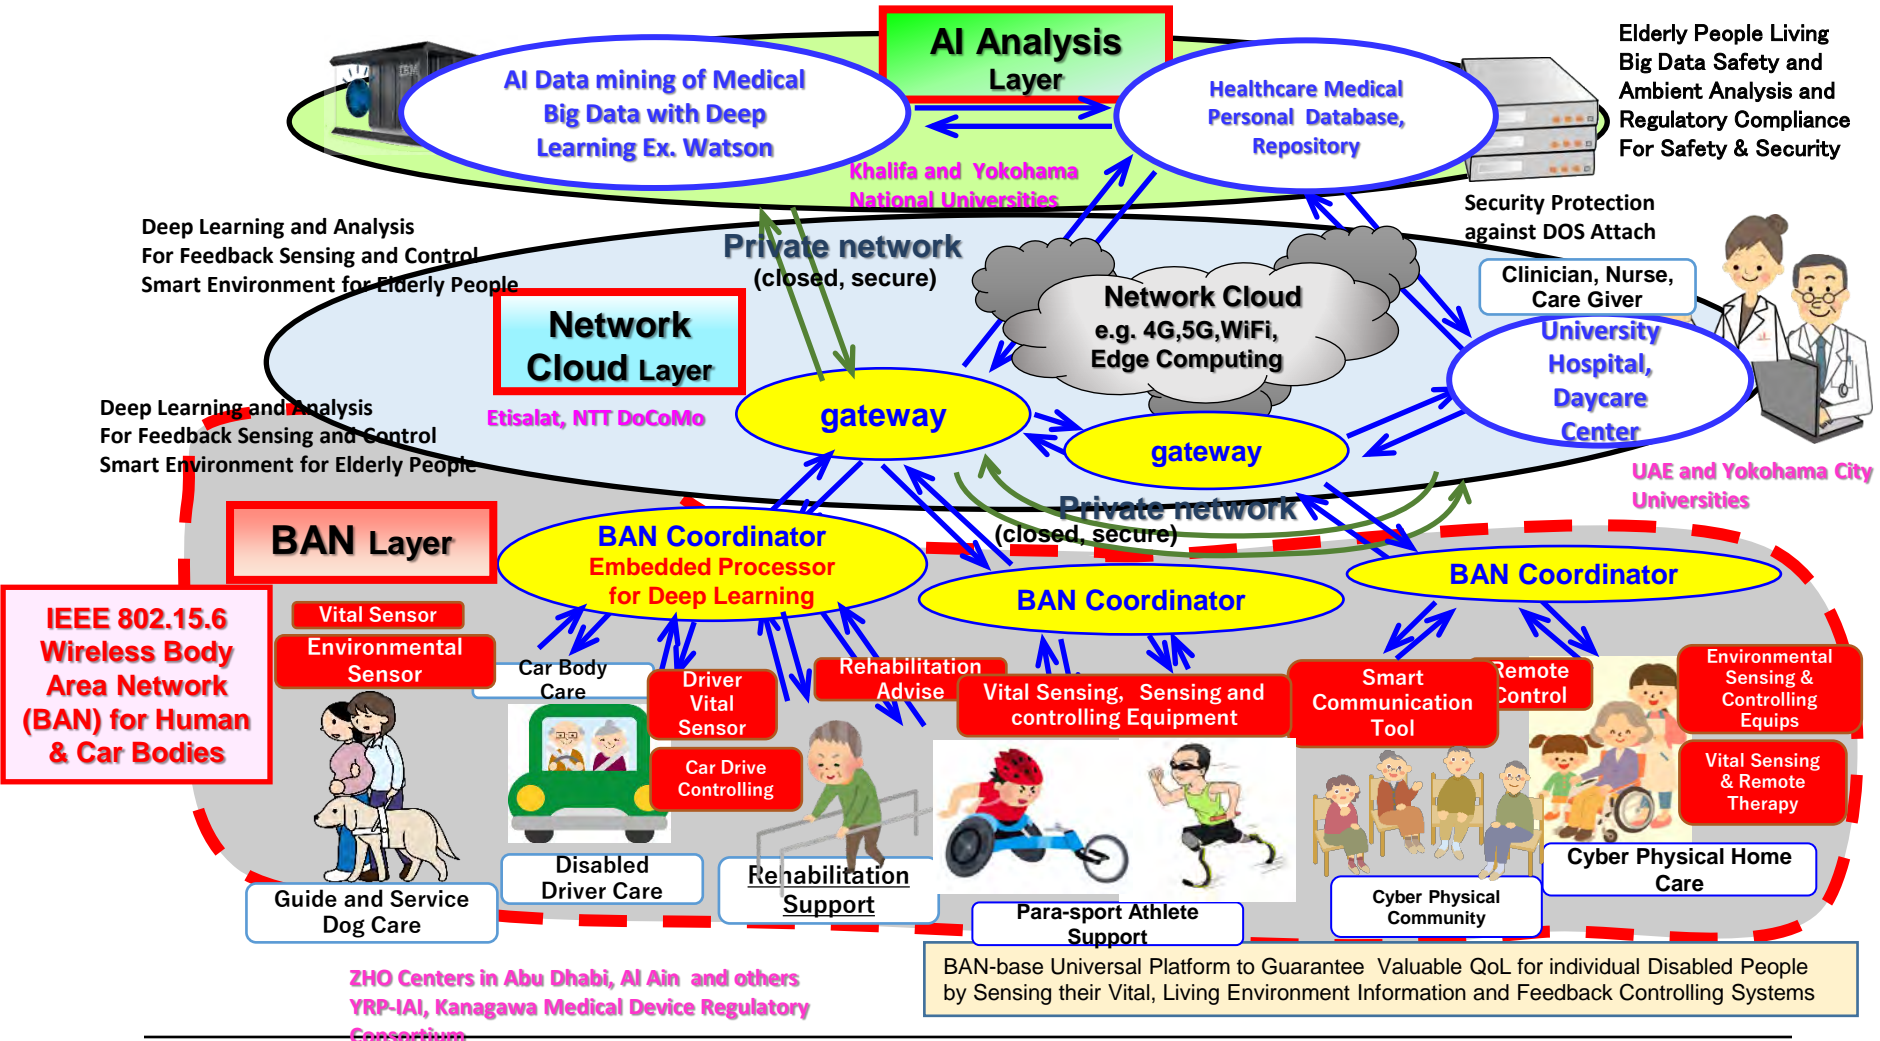 AI Analysis
Layer
IBM
AI Data mining of Medical
Big Data with Deep
Learning Ex. Watson
Healthcare Medical
Personal Database,
Repository
Elderly People Living
Big Data Safety and
Ambient Analysis and
Regulatory Compliance
For Safety & Security
Khalifa and Yokohama
National Universities
Security Protection
against DOS Attach
Deep Learning and Analysis
For Feedback Sensing and Control
Smart Environment for Elderly People
Private network
(closed, secure)
Network Cloud
e.g. 4G,5G,WiFi,
Edge Computing
Clinician, Nurse,
Care Giver
University
Hospital,
Daycare
Center
Network
Cloud Layer
Etisalat, NTT DoCoMo
gateway
gateway
Deep Learning and Analysis
For Feedback Sensing and Control
Smart Environment for Elderly People
UAE and Yokohama City
Universities
Private network
(closed, secure)
BAN Layer
BAN Coordinator
Embedded Processor
for Deep Learning
BAN Coordinator
BAN Coordinator
IEEE 802.15.6
Wireless Body
Area Network
(BAN) for Human
& Car Bodies
Vital Sensor
Environmental
Sensor
Car Body
Care
Driver
Vital
Sensor
Car Drive
Controlling
Rehabilitation
Advise
Vital Sensing, Sensing and
controlling Equipment
Smart
Communication
Tool
Remote
Control
Environmental
Sensing &
Controlling
Equips
Vital Sensing
& Remote
Therapy
Guide and Service
Dog Care
Disabled
Driver Care
Rehabilitation
Support
Para-sport Athlete
Support
Cyber Physical
Community
Cyber Physical Home
Care
BAN-base Universal Platform to Guarantee Valuable QoL for individual Disabled People
by Sensing their Vital, Living Environment Information and Feedback Controlling Systems
ZHO Centers in Abu Dhabi, Al Ain and others
YRP-IAI, Kanagawa Medical Device Regulatory
Consortium